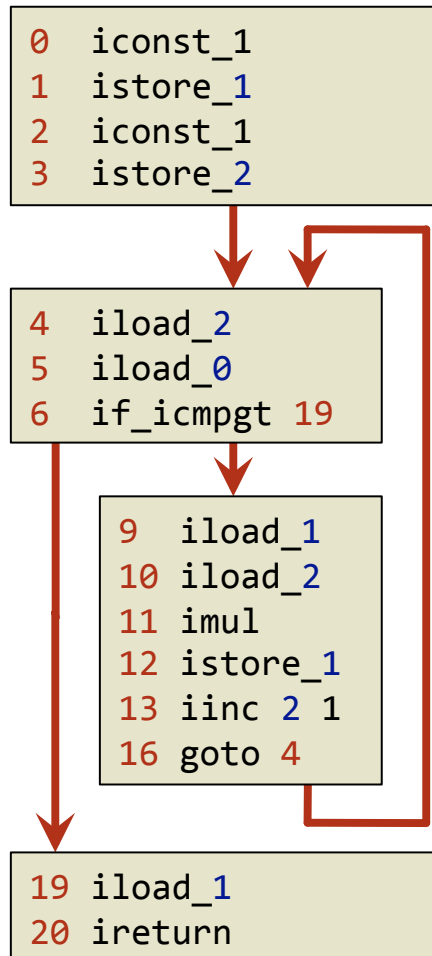 0 iconst_1
1 istore_1
2 iconst_1
3 istore_2
4 iload_2
5 iload_0
6 if_icmpgt 19
9 iload_1
10 iload_2
11 imul
12 istore_1
13 iinc 2 1
16 goto 4
19 iload_1
20 ireturn